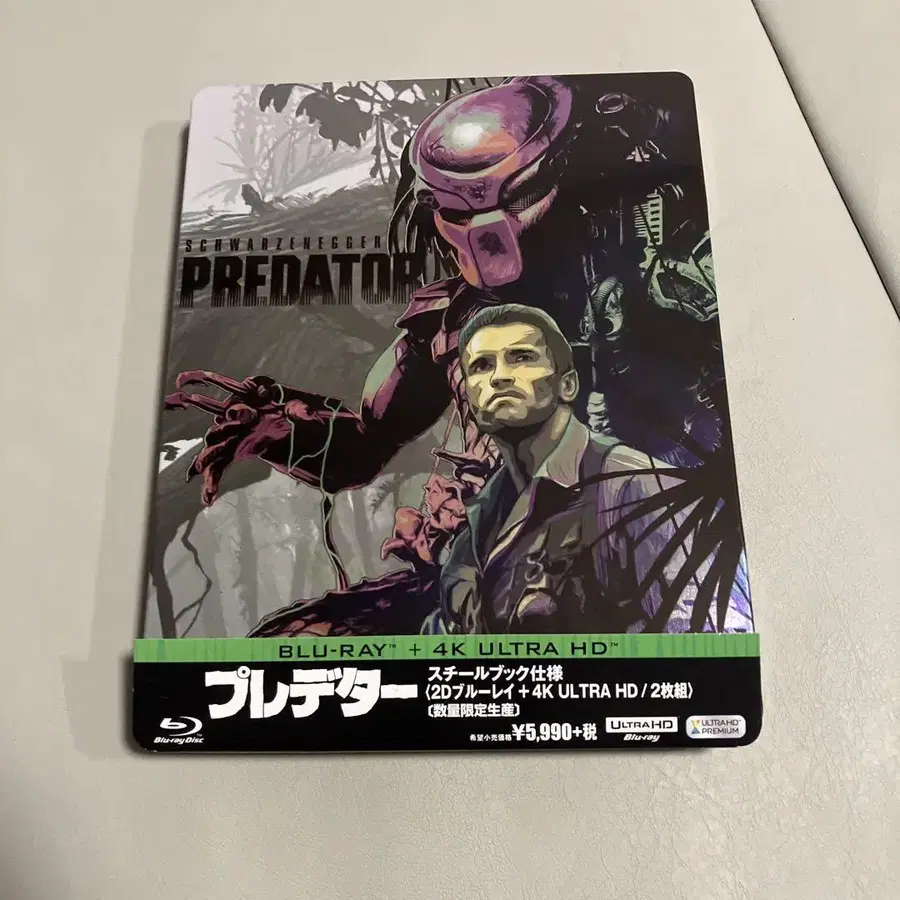 SCHWARZENEGGER
PREDATOR
BLU-RAY™ + 4K ULTRA HD™
プレデター
スチールブック仕様
〈2Dブルーレイ+4K ULTRA HD/2枚組〉
〔数量限定生産〕
希望小売価格 ¥5,990+税
Blu-ray Disc™
ULTRA HD
Blu-ray
ULTRA HD™
PREMIUM